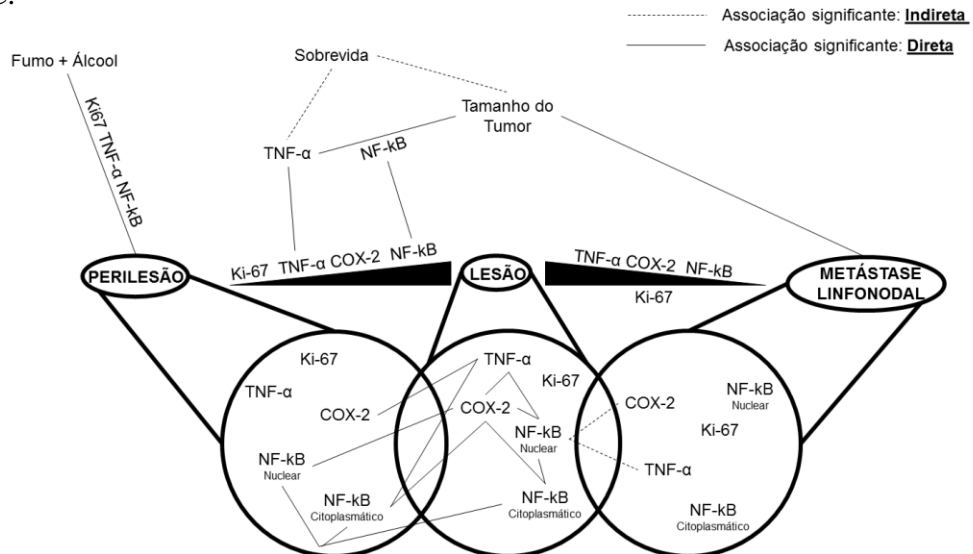 Associação significante: Indireta
Associação significante: Direta
Fumo + Álcool
Sobrevida
Tamanho do
Tumor
Ki67 TNF-α NF-kB
TNF-α
NF-kB
Ki-67 TNF-α COX-2 NF-kB
TNF-α COX-2 NF-kB
Ki-67
PERILESÃO
LESÃO
METÁSTASE
LINFONODAL
Ki-67
TNF-α
COX-2
NF-kB
Nuclear
NF-kB
Citoplasmático
TNF-α
Ki-67
COX-2
NF-kB
Nuclear
NF-kB
Citoplasmático
COX-2
NF-kB
Nuclear
Ki-67
TNF-α
NF-kB
Citoplasmático